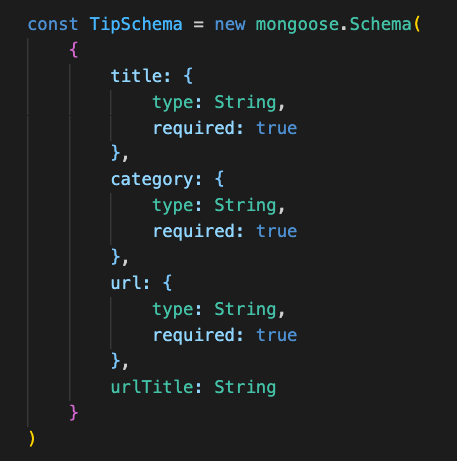 const TipSchema = new mongoose.Schema(
    {
        title: {
            type: String,
            required: true
        },
        category: {
            type: String,
            required: true
        },
        url: {
            type: String,
            required: true
        },
        urlTitle: String
    }
)